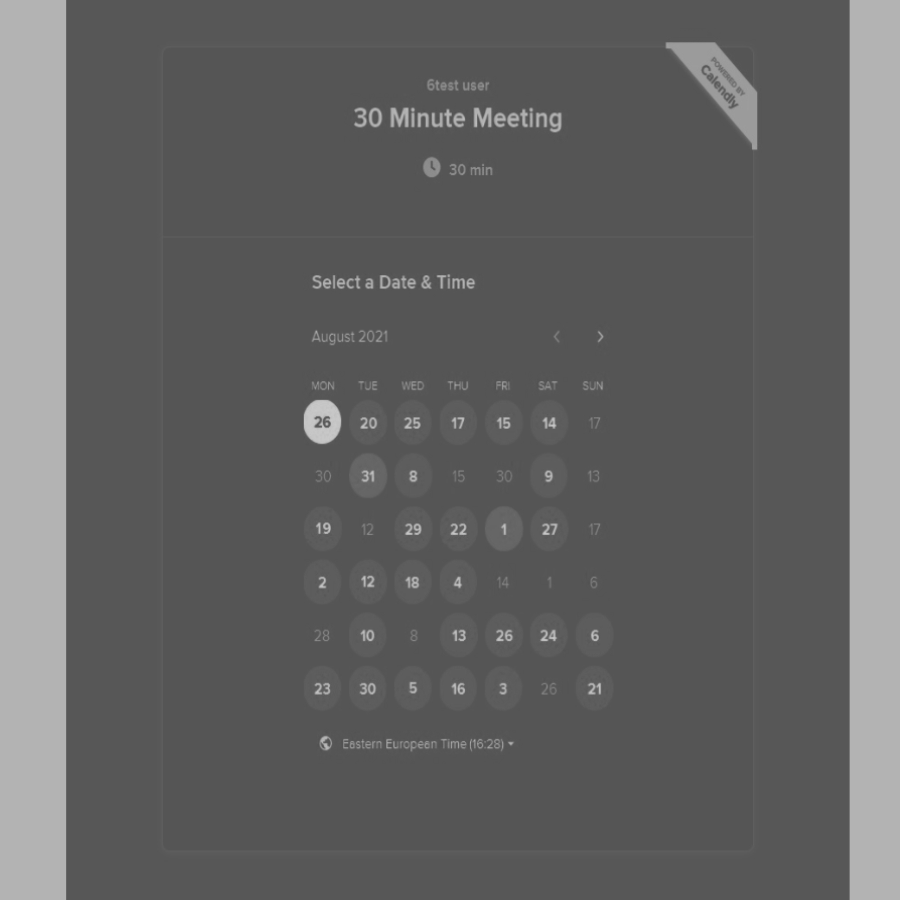 6test user
POWERED BY
Calendly
30 Minute Meeting
30 min
Select a Date & Time
August 2021
MON TUE WED THU FRI SAT SUN
26 20 25 17 15 14 17
30 31 8 15 30 9 13
19 12 29 22 1 27 17
2 12 18 4 14 1 6
28 10 8 13 26 24 6
23 30 5 16 3 26 21
Eastern European Time (16:28)